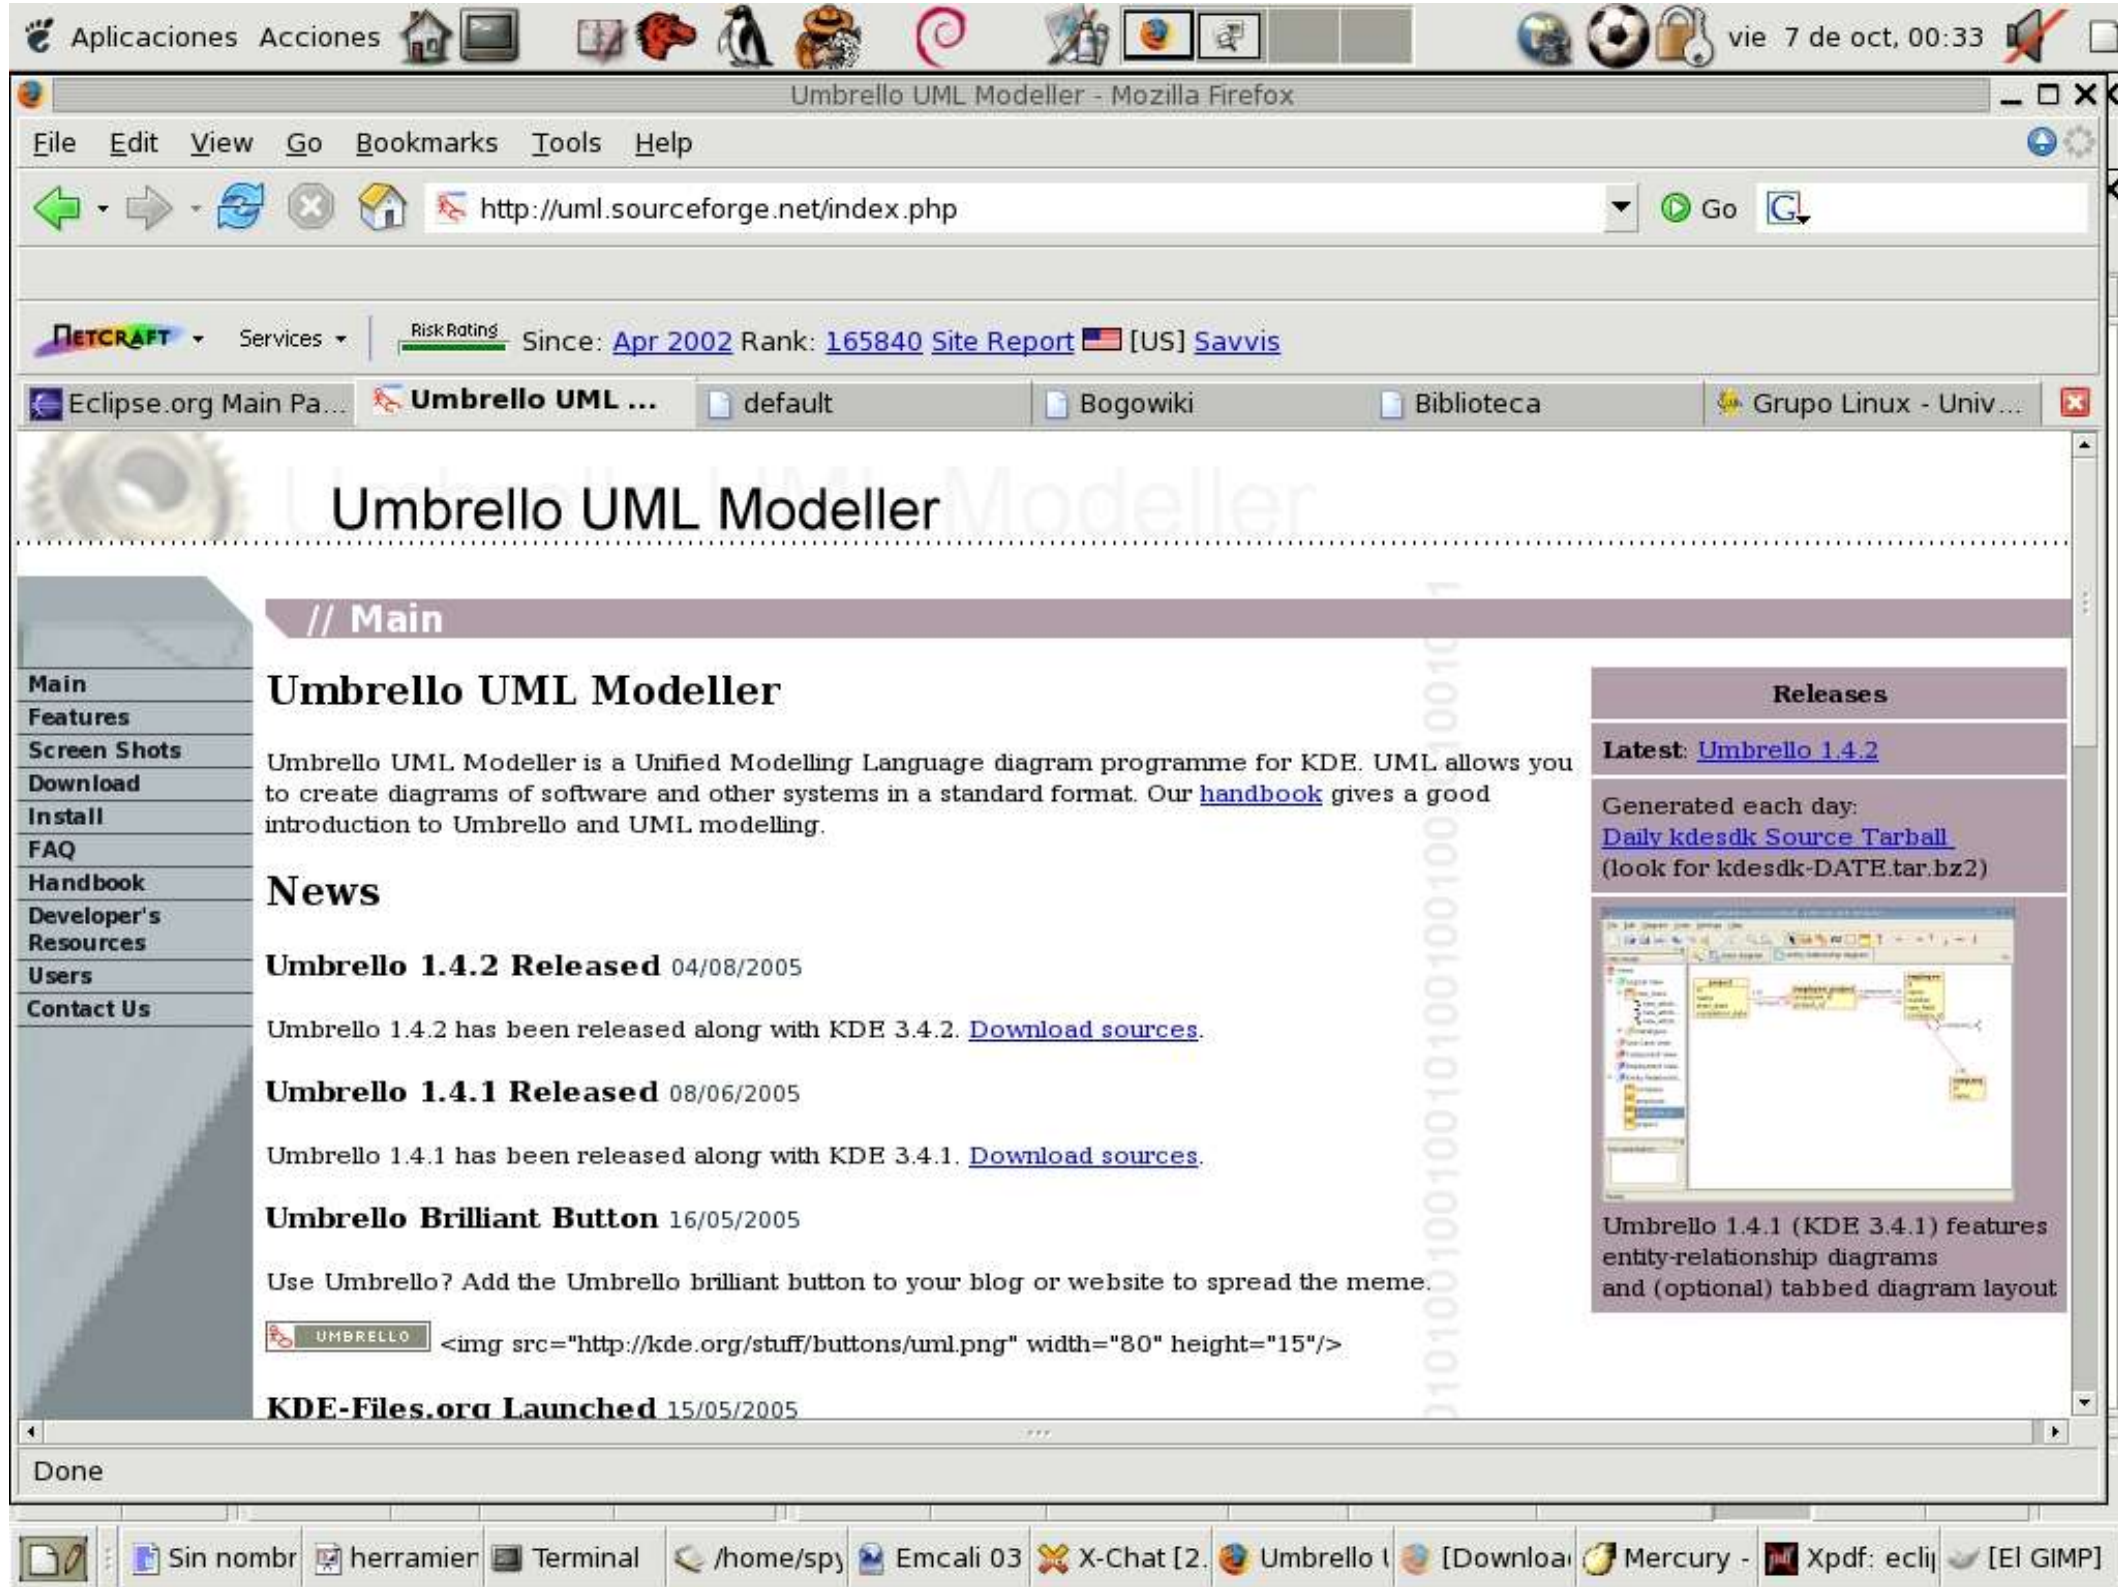 Aplicaciones Acciones vie 7 de oct, 00:33
Umbrello UML Modeller - Mozilla Firefox
File Edit View Go Bookmarks Tools Help
http://uml.sourceforge.net/index.php Go G
NETCRAFT Services Risk Rating Since: Apr 2002 Rank: 165840 Site Report [US] Savvis
Eclipse.org Main Pa... Umbrello UML ... default Bogowiki Biblioteca Grupo Linux - Univ...
Umbrello UML Modeller
// Main
Main
Features
Screen Shots
Download
Install
FAQ
Handbook
Developer's
Resources
Users
Contact Us
Umbrello UML Modeller
Umbrello UML Modeller is a Unified Modelling Language diagram programme for KDE. UML allows you
to create diagrams of software and other systems in a standard format. Our handbook gives a good
introduction to Umbrello and UML modelling.
News
Umbrello 1.4.2 Released 04/08/2005
Umbrello 1.4.2 has been released along with KDE 3.4.2. Download sources.
Umbrello 1.4.1 Released 08/06/2005
Umbrello 1.4.1 has been released along with KDE 3.4.1. Download sources.
Umbrello Brilliant Button 16/05/2005
Use Umbrello? Add the Umbrello brilliant button to your blog or website to spread the meme.
UMBRELLO <img src="http://kde.org/stuff/buttons/uml.png" width="80" height="15"/>
KDE-Files.org Launched 15/05/2005
Releases
Latest: Umbrello 1.4.2
Generated each day:
Daily kdesdk Source Tarball
(look for kdesdk-DATE.tar.bz2)
Umbrello 1.4.1 (KDE 3.4.1) features
entity-relationship diagrams
and (optional) tabbed diagram layout
Done
Sin nombr herramien Terminal /home/spy Emcali 03 X-Chat [2. Umbrello [Downloa Mercury - Xpdf: ecli [El GIMP]